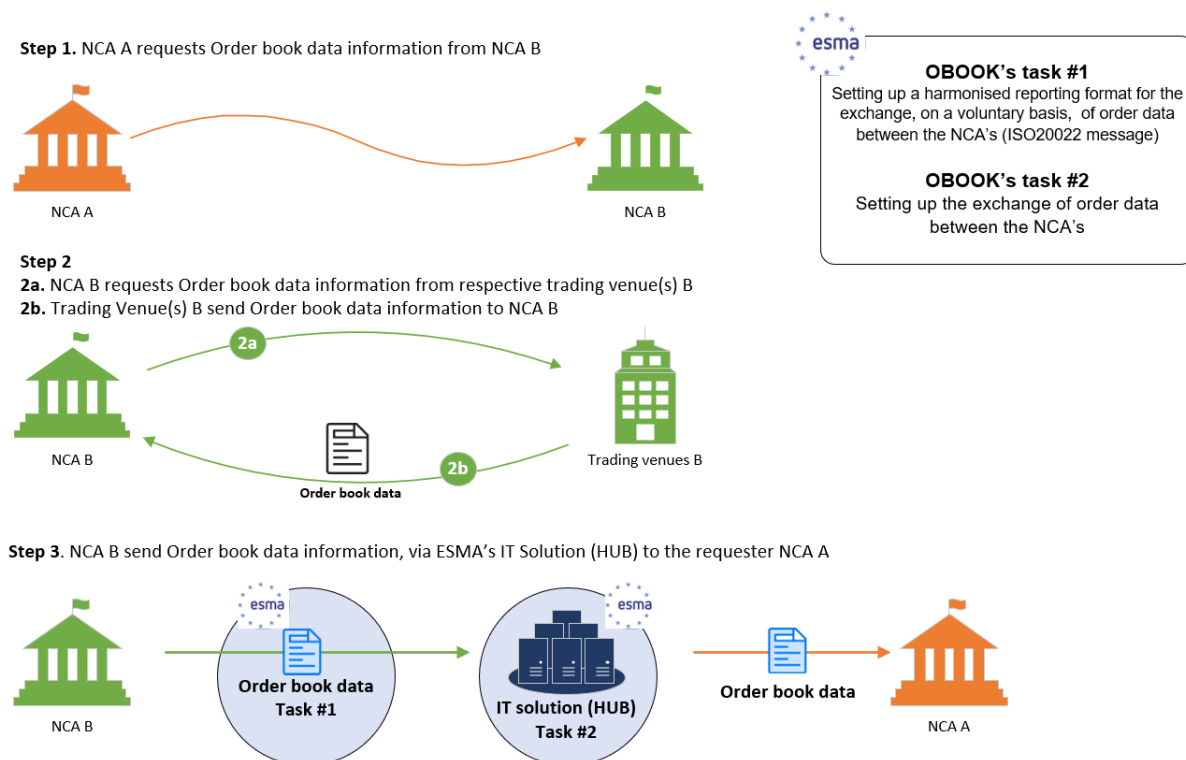 Step 1. NCA A requests Order book data information from NCA B
NCA A
NCA B
esma
OBOOK's task #1
Setting up a harmonised reporting format for the
exchange, on a voluntary basis,  of order data
between the NCA's (ISO20022 message)
OBOOK's task #2
Setting up the exchange of order data
between the NCA's
Step 2
2a. NCA B requests Order book data information from respective trading venue(s) B
2b. Trading Venue(s) B send Order book data information to NCA B
2a
NCA B
Trading venues B
2b
Order book data
Step 3. NCA B send Order book data information, via ESMA's IT Solution (HUB) to the requester NCA A
NCA B
esma
Order book data
Task #1
esma
IT solution (HUB)
Task #2
Order book data
NCA A